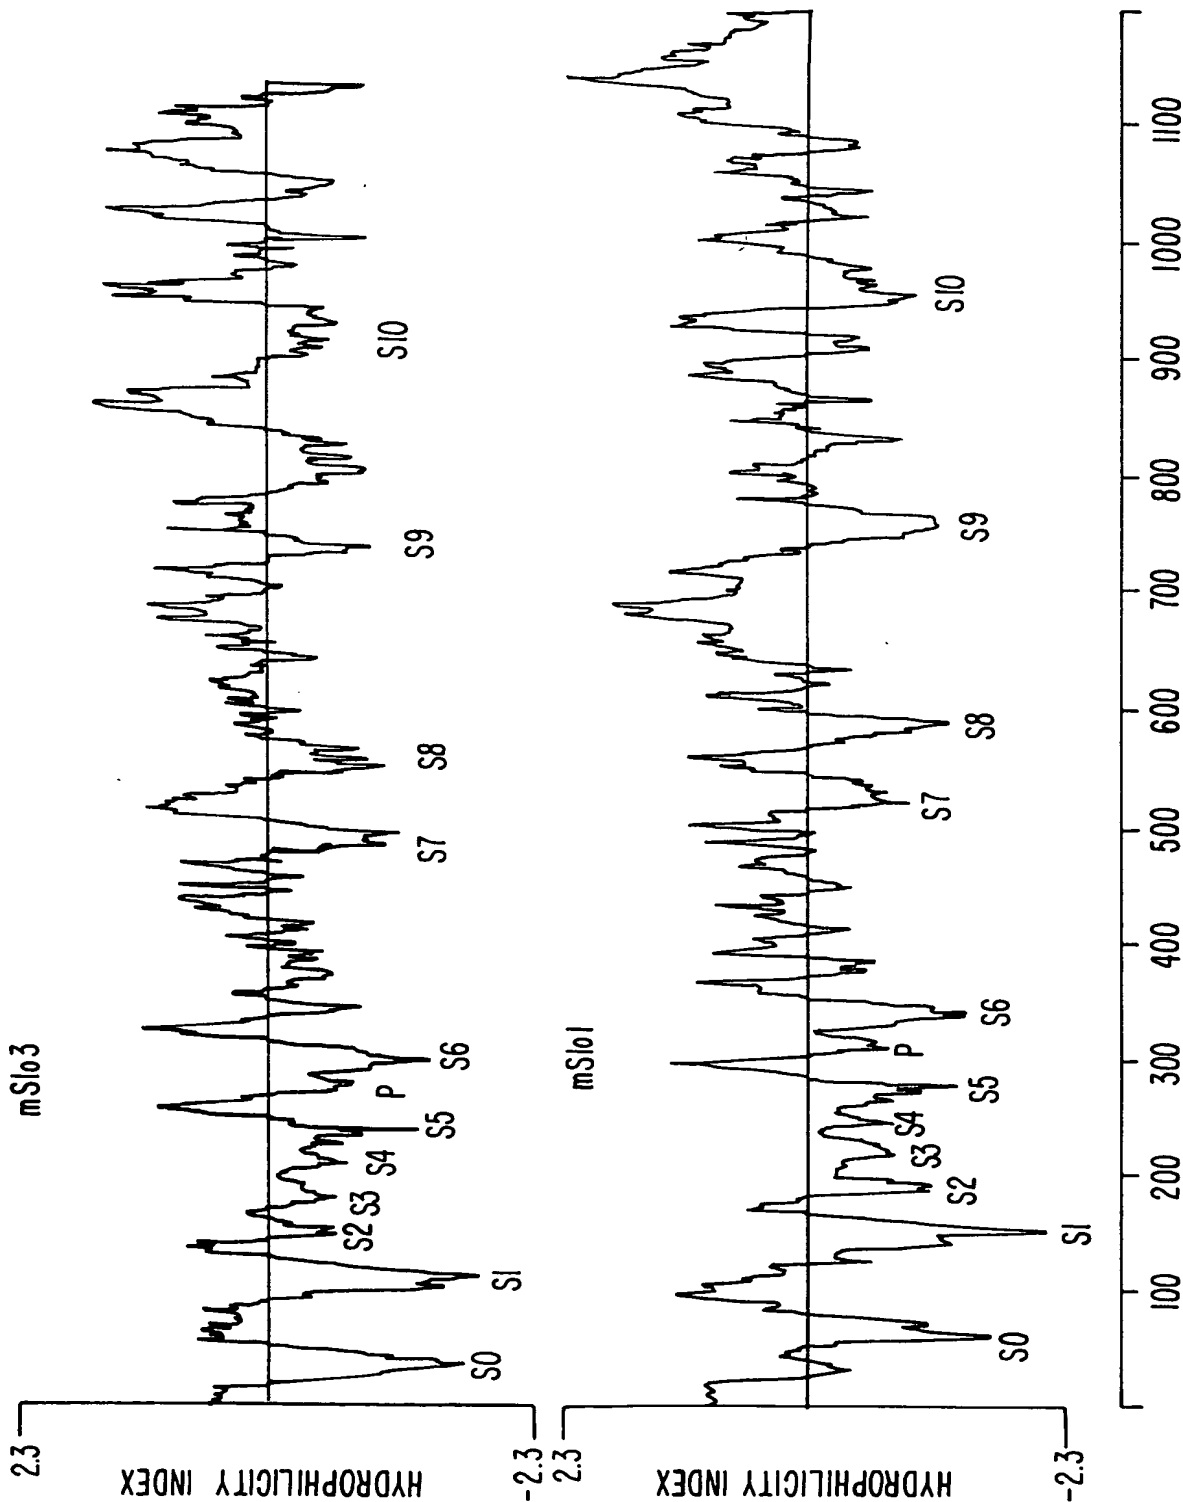 mSlo3
2.3
HYDROPHILICITY INDEX
-2.3
S0
S1
S2
S3
S4
S5
P
S6
S7
S8
S9
S10
mSlo1
2.3
HYDROPHILICITY INDEX
-2.3
S0
S1
S2
S3
S4
S5
P
S6
S7
S8
S9
S10
100 200 300 400 500 600 700 800 900 1000 1100